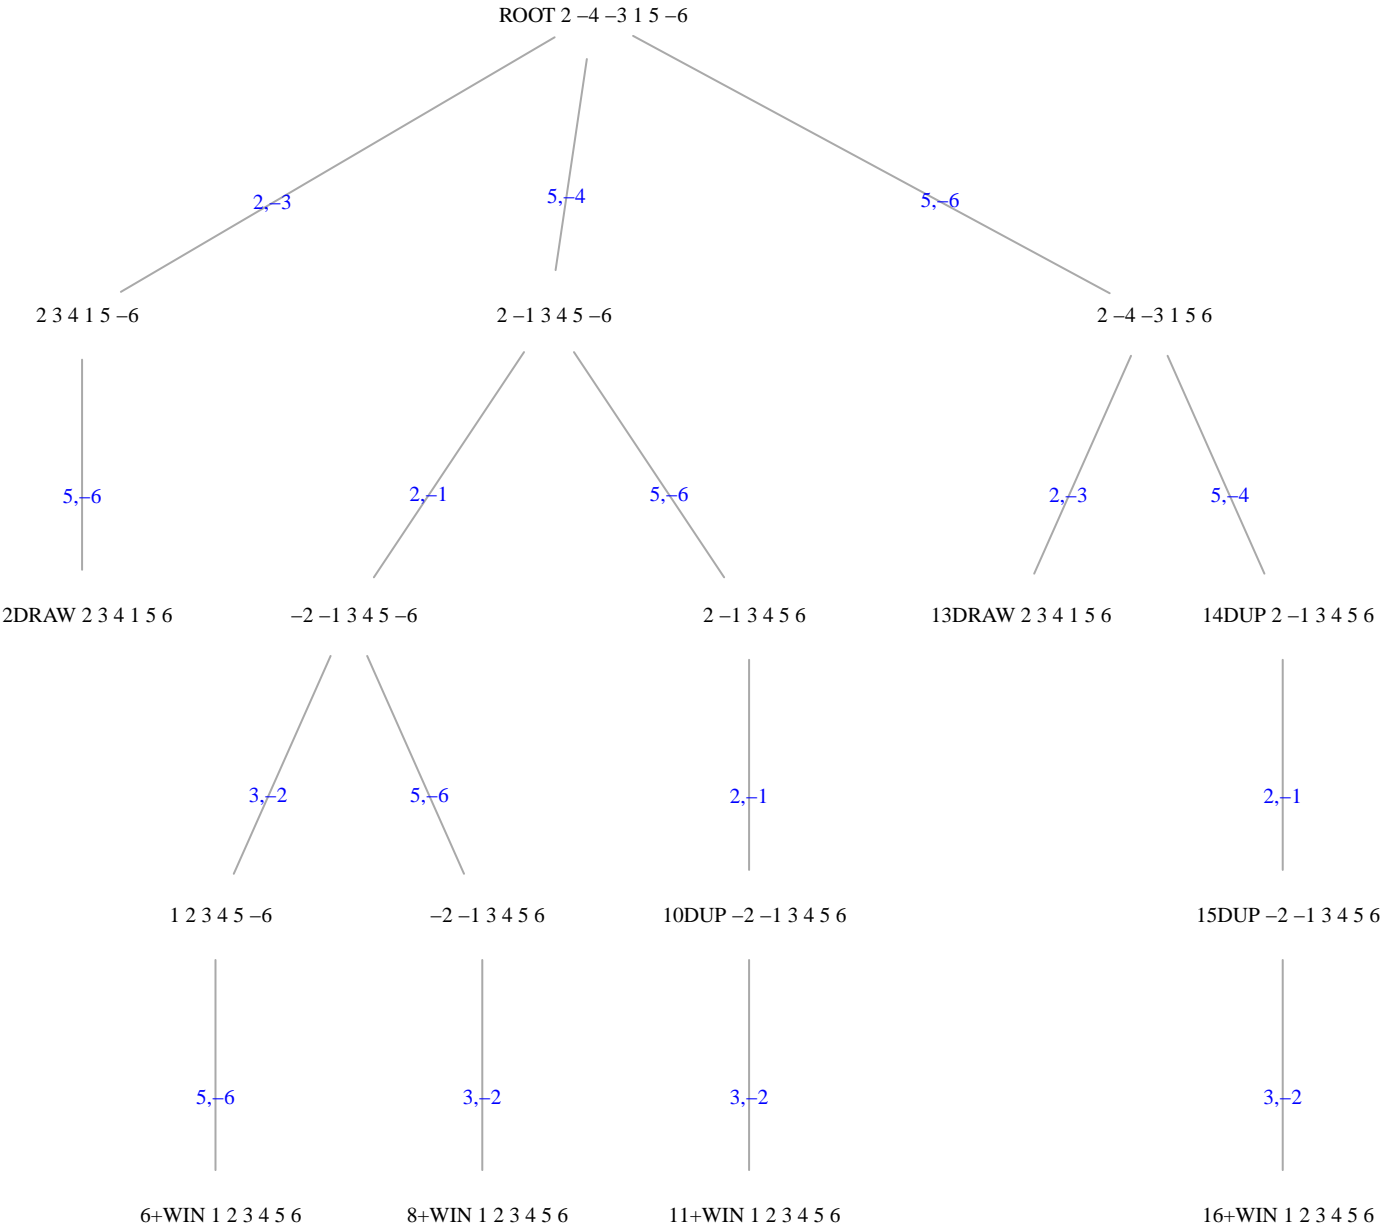 ROOT 2 –4 –3 1 5 –6
2,–3
5,–4
5,–6
2 3 4 1 5 –6
2 –1 3 4 5 –6
2 –4 –3 1 5 6
5,–6
2,–1
5,–6
2,–3
5,–4
2DRAW 2 3 4 1 5 6
–2 –1 3 4 5 –6
2 –1 3 4 5 6
13DRAW 2 3 4 1 5 6
14DUP 2 –1 3 4 5 6
3,–2
5,–6
2,–1
2,–1
1 2 3 4 5 –6
–2 –1 3 4 5 6
10DUP –2 –1 3 4 5 6
15DUP –2 –1 3 4 5 6
5,–6
3,–2
3,–2
3,–2
6+WIN 1 2 3 4 5 6
8+WIN 1 2 3 4 5 6
11+WIN 1 2 3 4 5 6
16+WIN 1 2 3 4 5 6